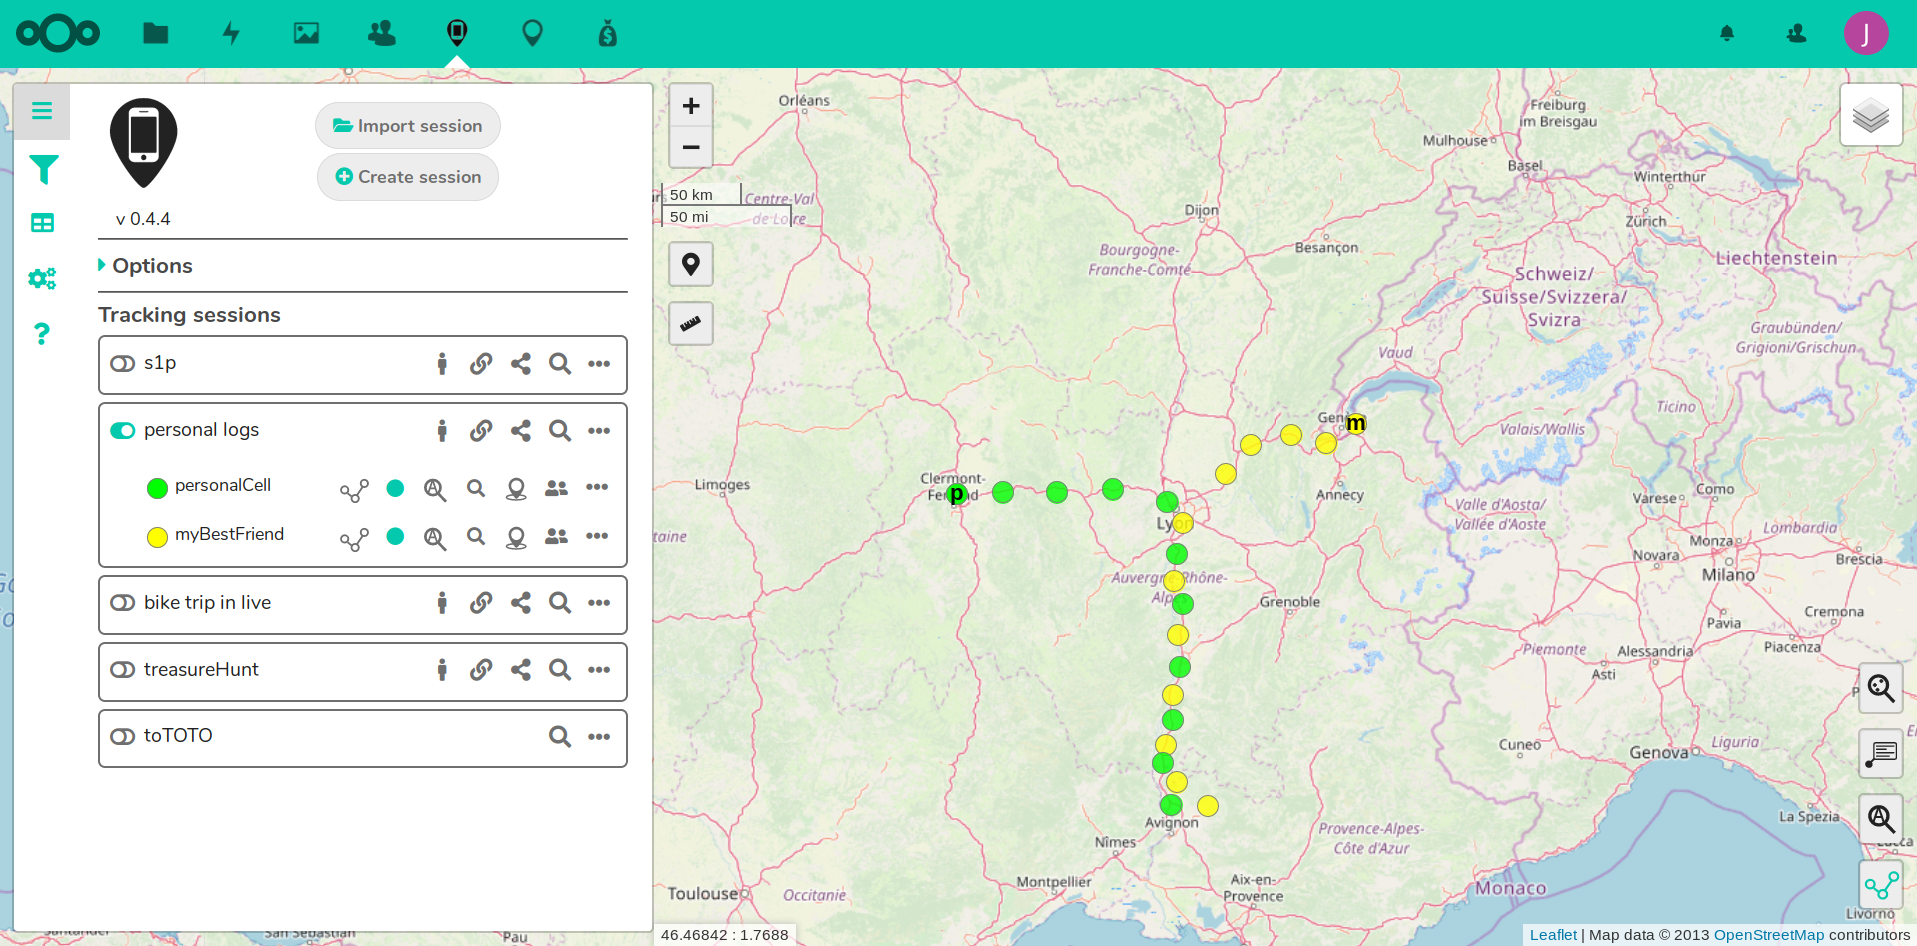 J
Import session
Create session
v 0.4.4
Options
Tracking sessions
s1p
personal logs
personalCell
myBestFriend
bike trip in live
treasureHunt
toTOTO
+
−
50 km
50 mi
Orléans
Centre-Val
de Loire
Dijon
Bourgogne-
Franche-Comté
Besançon
Freiburg
im Breisgau
Mulhouse
Basel
Winterthur
Zürich
Liechtenstein
Schweiz/
Suisse/Svizzera/
Svizra
Graubünden/
Grigioni/Grischun
Vaud
Ticino
Valais/Wallis
m
Limoges
Clermont-
p
Annecy
Valle d'Aosta/
Vallée d'Aoste
Varese
Como
Lombardia
Monza
Novara
Brescia
Milano
taine
Auvergne-Rhône-
Grenoble
Cremona
Pavia
Piacenza
Piemonte
Alessandria
Asti
Cuneo
Genova
Liguria
Avignon
Nîmes
Provence-Alpes-
Côte d'Azur
La Spezia
Toulouse
Occitanie
Montpellier
Aix-en-
Provence
Monaco
Livorno
San Sebastián
Pau
46.46842 : 1.7688
Leaflet | Map data © 2013 OpenStreetMap contributors